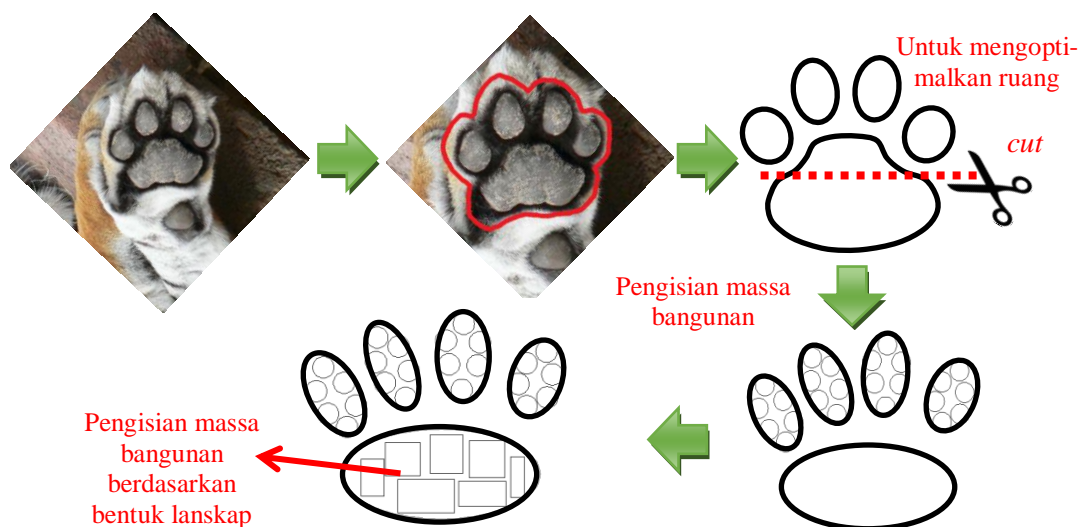 Untuk mengopti-
malkan ruang
cut
Pengisian massa
bangunan
Pengisian massa
bangunan
berdasarkan
bentuk lanskap